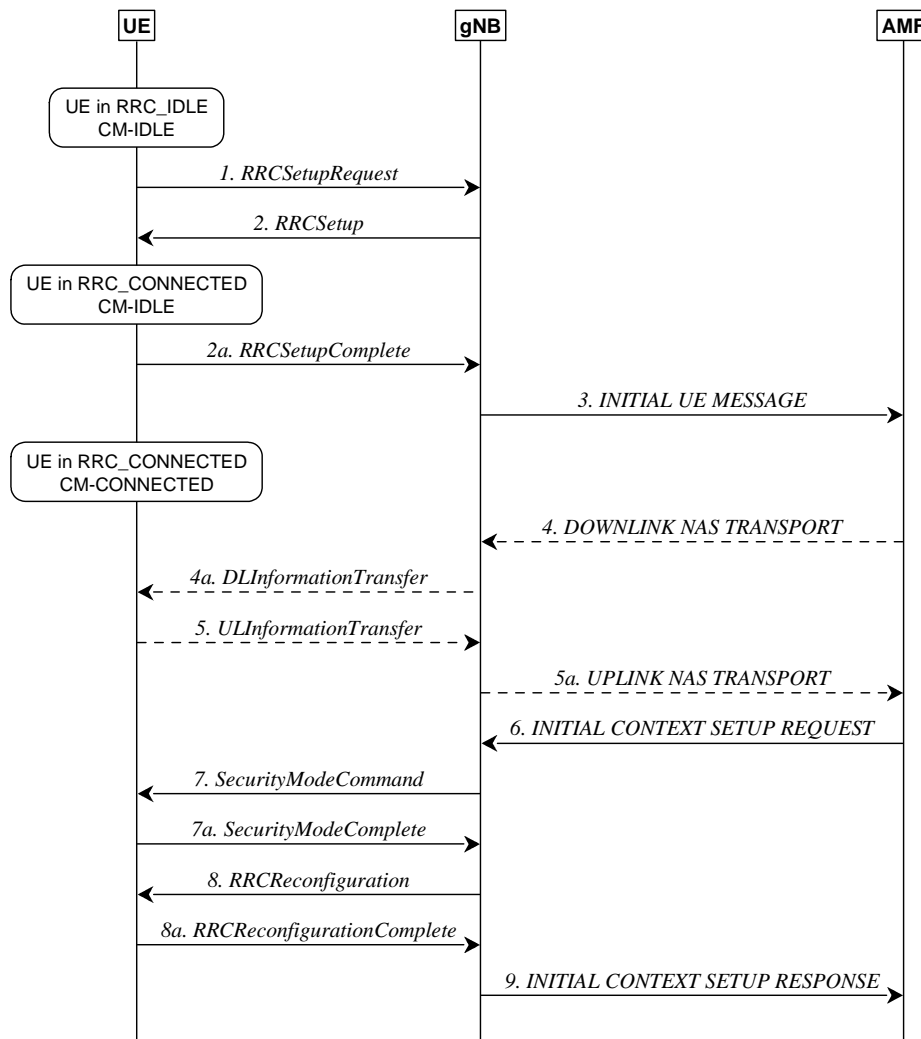 UE
gNB
AMF
UE in RRC_IDLE
CM-IDLE
1. RRCSetupRequest
2. RRCSetup
UE in RRC_CONNECTED
CM-IDLE
2a. RRCSetupComplete
3. INITIAL UE MESSAGE
UE in RRC_CONNECTED
CM-CONNECTED
4. DOWNLINK NAS TRANSPORT
4a. DLInformationTransfer
5. ULInformationTransfer
5a. UPLINK NAS TRANSPORT
6. INITIAL CONTEXT SETUP REQUEST
7. SecurityModeCommand
7a. SecurityModeComplete
8. RRCReconfiguration
8a. RRCReconfigurationComplete
9. INITIAL CONTEXT SETUP RESPONSE